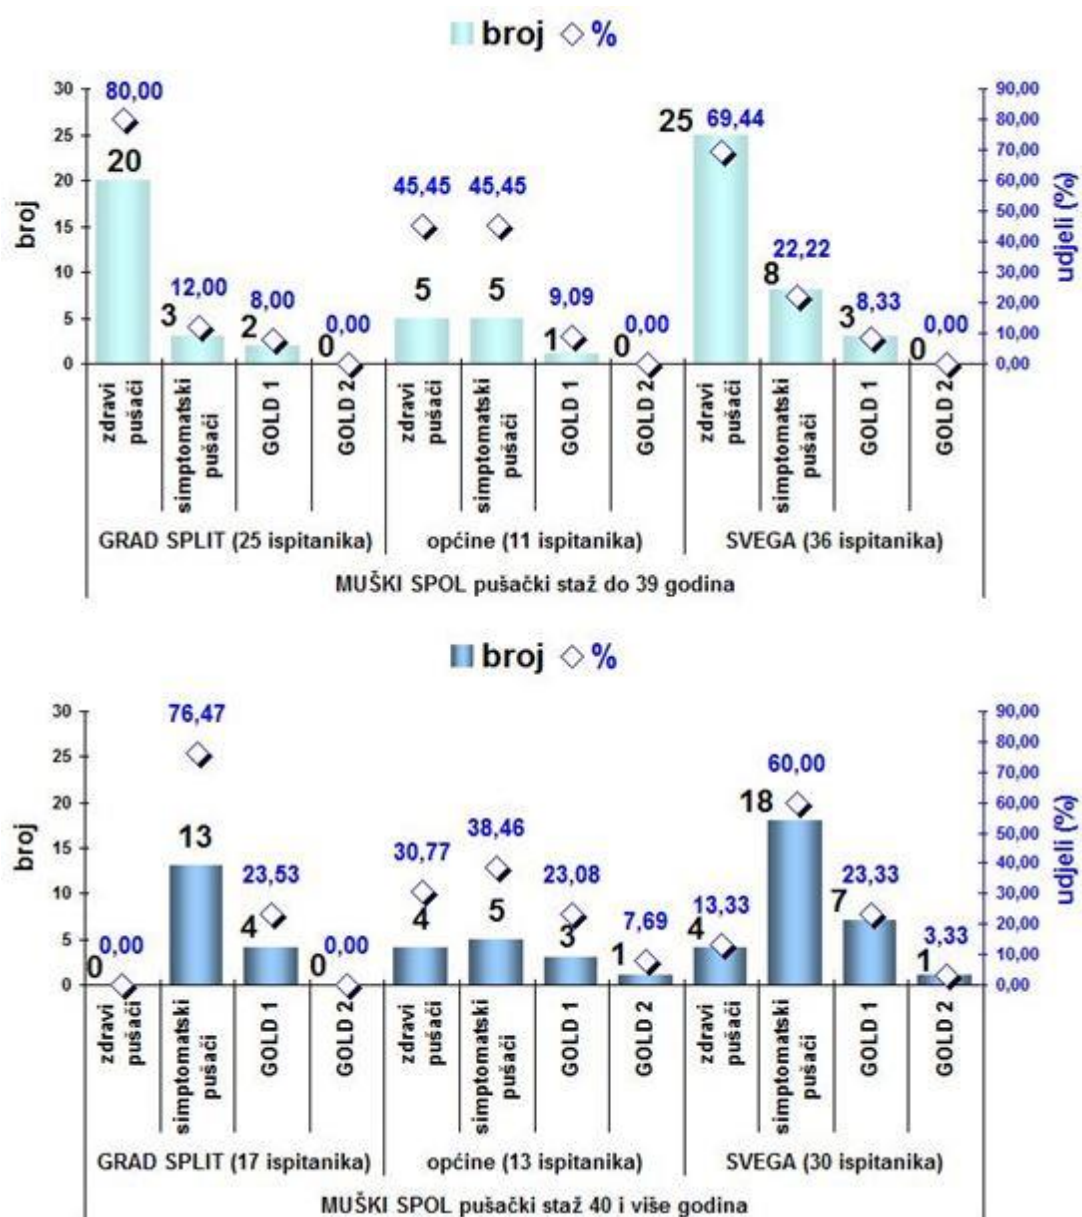 broj %
30
25
20
15
10
5
0
broj
90,00
80,00
70,00
60,00
50,00
40,00
30,00
20,00
10,00
0,00
udjeli (%)
80,00
20
12,00
3
8,00
2
0,00
0
45,45
5
45,45
5
9,09
1
0,00
0
25
69,44
22,22
8
8,33
3
0,00
0
zdravi pušači
simptomatski pušači
GOLD 1
GOLD 2
zdravi pušači
simptomatski pušači
GOLD 1
GOLD 2
zdravi pušači
simptomatski pušači
GOLD 1
GOLD 2
GRAD SPLIT (25 ispitanika)
općine (11 ispitanika)
SVEGA (36 ispitanika)
MUŠKI SPOL pušački staž do 39 godina
broj %
30
25
20
15
10
5
0
broj
90,00
80,00
70,00
60,00
50,00
40,00
30,00
20,00
10,00
0,00
udjeli (%)
0,00
0
76,47
13
23,53
4
0,00
0
30,77
4
38,46
5
23,08
3
7,69
1
13,33
4
60,00
18
23,33
7
3,33
1
zdravi pušači
simptomatski pušači
GOLD 1
GOLD 2
zdravi pušači
simptomatski pušači
GOLD 1
GOLD 2
zdravi pušači
simptomatski pušači
GOLD 1
GOLD 2
GRAD SPLIT (17 ispitanika)
općine (13 ispitanika)
SVEGA (30 ispitanika)
MUŠKI SPOL pušački staž 40 i više godina